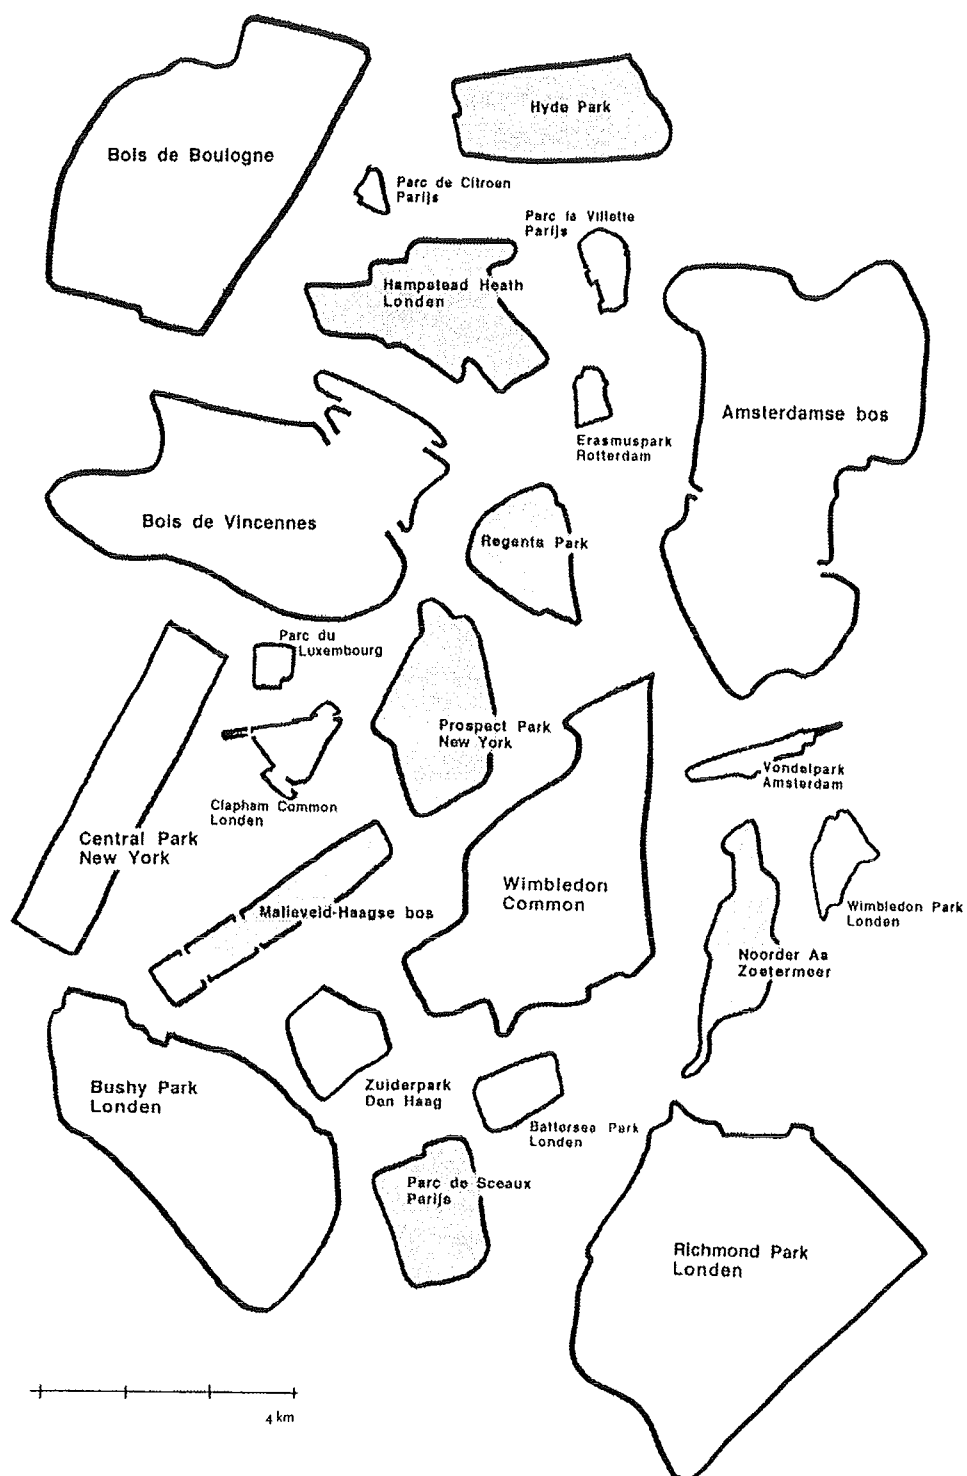 Hyde Park
Bois de Boulogne
Parc de Citroen
Parijs
Parc la Villette
Parijs
Hampstead Heath
Londen
Amsterdamse bos
Erasmuspark
Rotterdam
Bois de Vincennes
Regents Park
Parc du
Luxembourg
Prospect Park
New York
Vondelpark
Amsterdam
Clapham Common
Londen
Central Park
New York
Wimbledon
Common
Malieveld-Haagse bos
Wimbledon Park
Londen
Noorder Aa
Zoetermeer
Bushy Park
Londen
Zuiderpark
Den Haag
Battersee Park
Londen
Parc de Sceaux
Parijs
Richmond Park
Londen
4 km